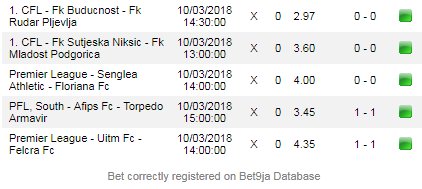 1. CFL - Fk Buducnost - Fk 10/03/2018 X 0 2.97 0 - 0
Rudar Pljevlja 14:30:00
1. CFL - Fk Sutjeska Niksic - Fk 10/03/2018 X 0 3.60 0 - 0
Mladost Podgorica 13:00:00
Premier League - Senglea 10/03/2018 X 0 4.00 0 - 0
Athletic - Floriana Fc 14:00:00
PFL, South - Afips Fc - Torpedo 10/03/2018 X 0 3.45 1 - 1
Armavir 15:00:00
Premier League - Uitm Fc - 10/03/2018 X 0 4.35 1 - 1
Felcra Fc 14:00:00
Bet correctly registered on Bet9ja Database